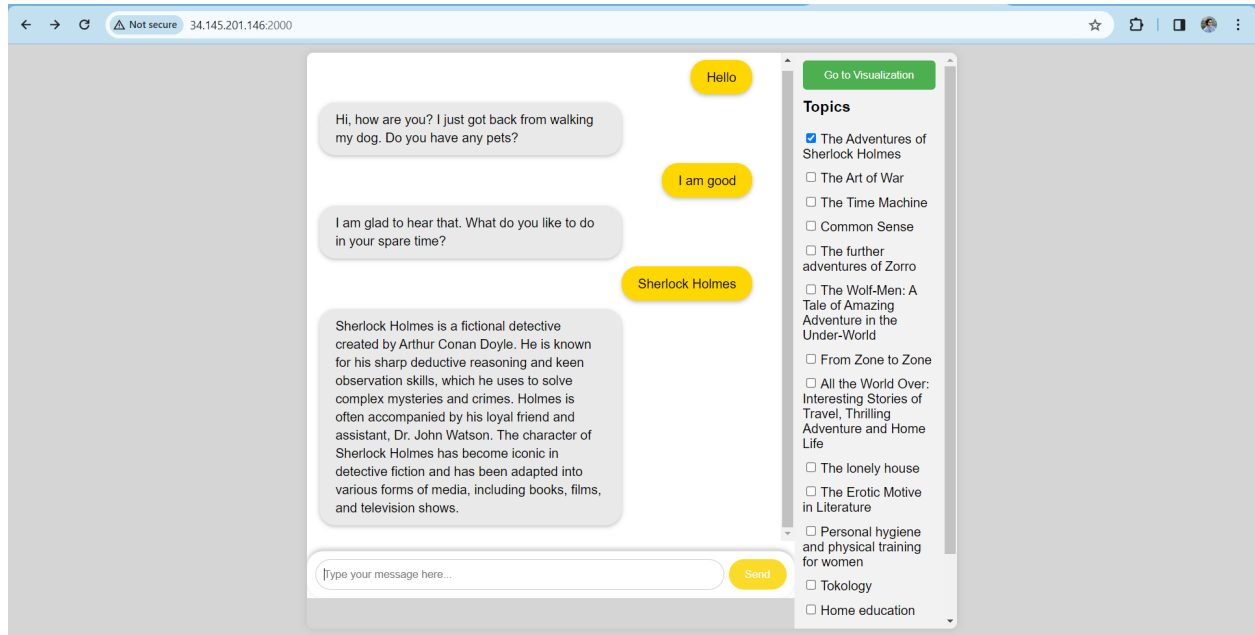 Not secure 34.145.201.146:2000
Hello
Hi, how are you? I just got back from walking
my dog. Do you have any pets?
I am good
I am glad to hear that. What do you like to do
in your spare time?
Sherlock Holmes
Sherlock Holmes is a fictional detective
created by Arthur Conan Doyle. He is known
for his sharp deductive reasoning and keen
observation skills, which he uses to solve
complex mysteries and crimes. Holmes is
often accompanied by his loyal friend and
assistant, Dr. John Watson. The character of
Sherlock Holmes has become iconic in
detective fiction and has been adapted into
various forms of media, including books, films,
and television shows.
Type your message here...
Send
Go to Visualization
Topics
The Adventures of
Sherlock Holmes
The Art of War
The Time Machine
Common Sense
The further
adventures of Zorro
The Wolf-Men: A
Tale of Amazing
Adventure in the
Under-World
From Zone to Zone
All the World Over:
Interesting Stories of
Travel, Thrilling
Adventure and Home
Life
The lonely house
The Erotic Motive
in Literature
Personal hygiene
and physical training
for women
Tokology
Home education